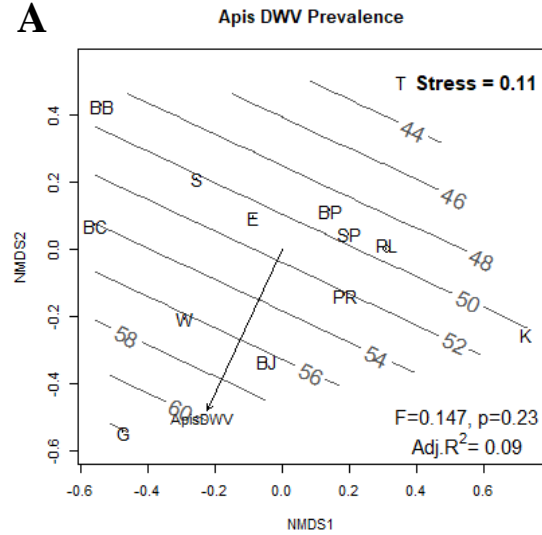 A
Apis DWV Prevalence
T Stress = 0.11
BB
44
S
46
BP
E
BC
SP
RL
48
50
PR
K
W
52
54
BJ
58
56
60
ApisDWV
F=0.147, p=0.23
G
Adj.R²= 0.09
0.4
0.2
0.0
-0.2
-0.4
-0.6
NMDS2
-0.6 -0.4 -0.2 0.0 0.2 0.4 0.6
NMDS1